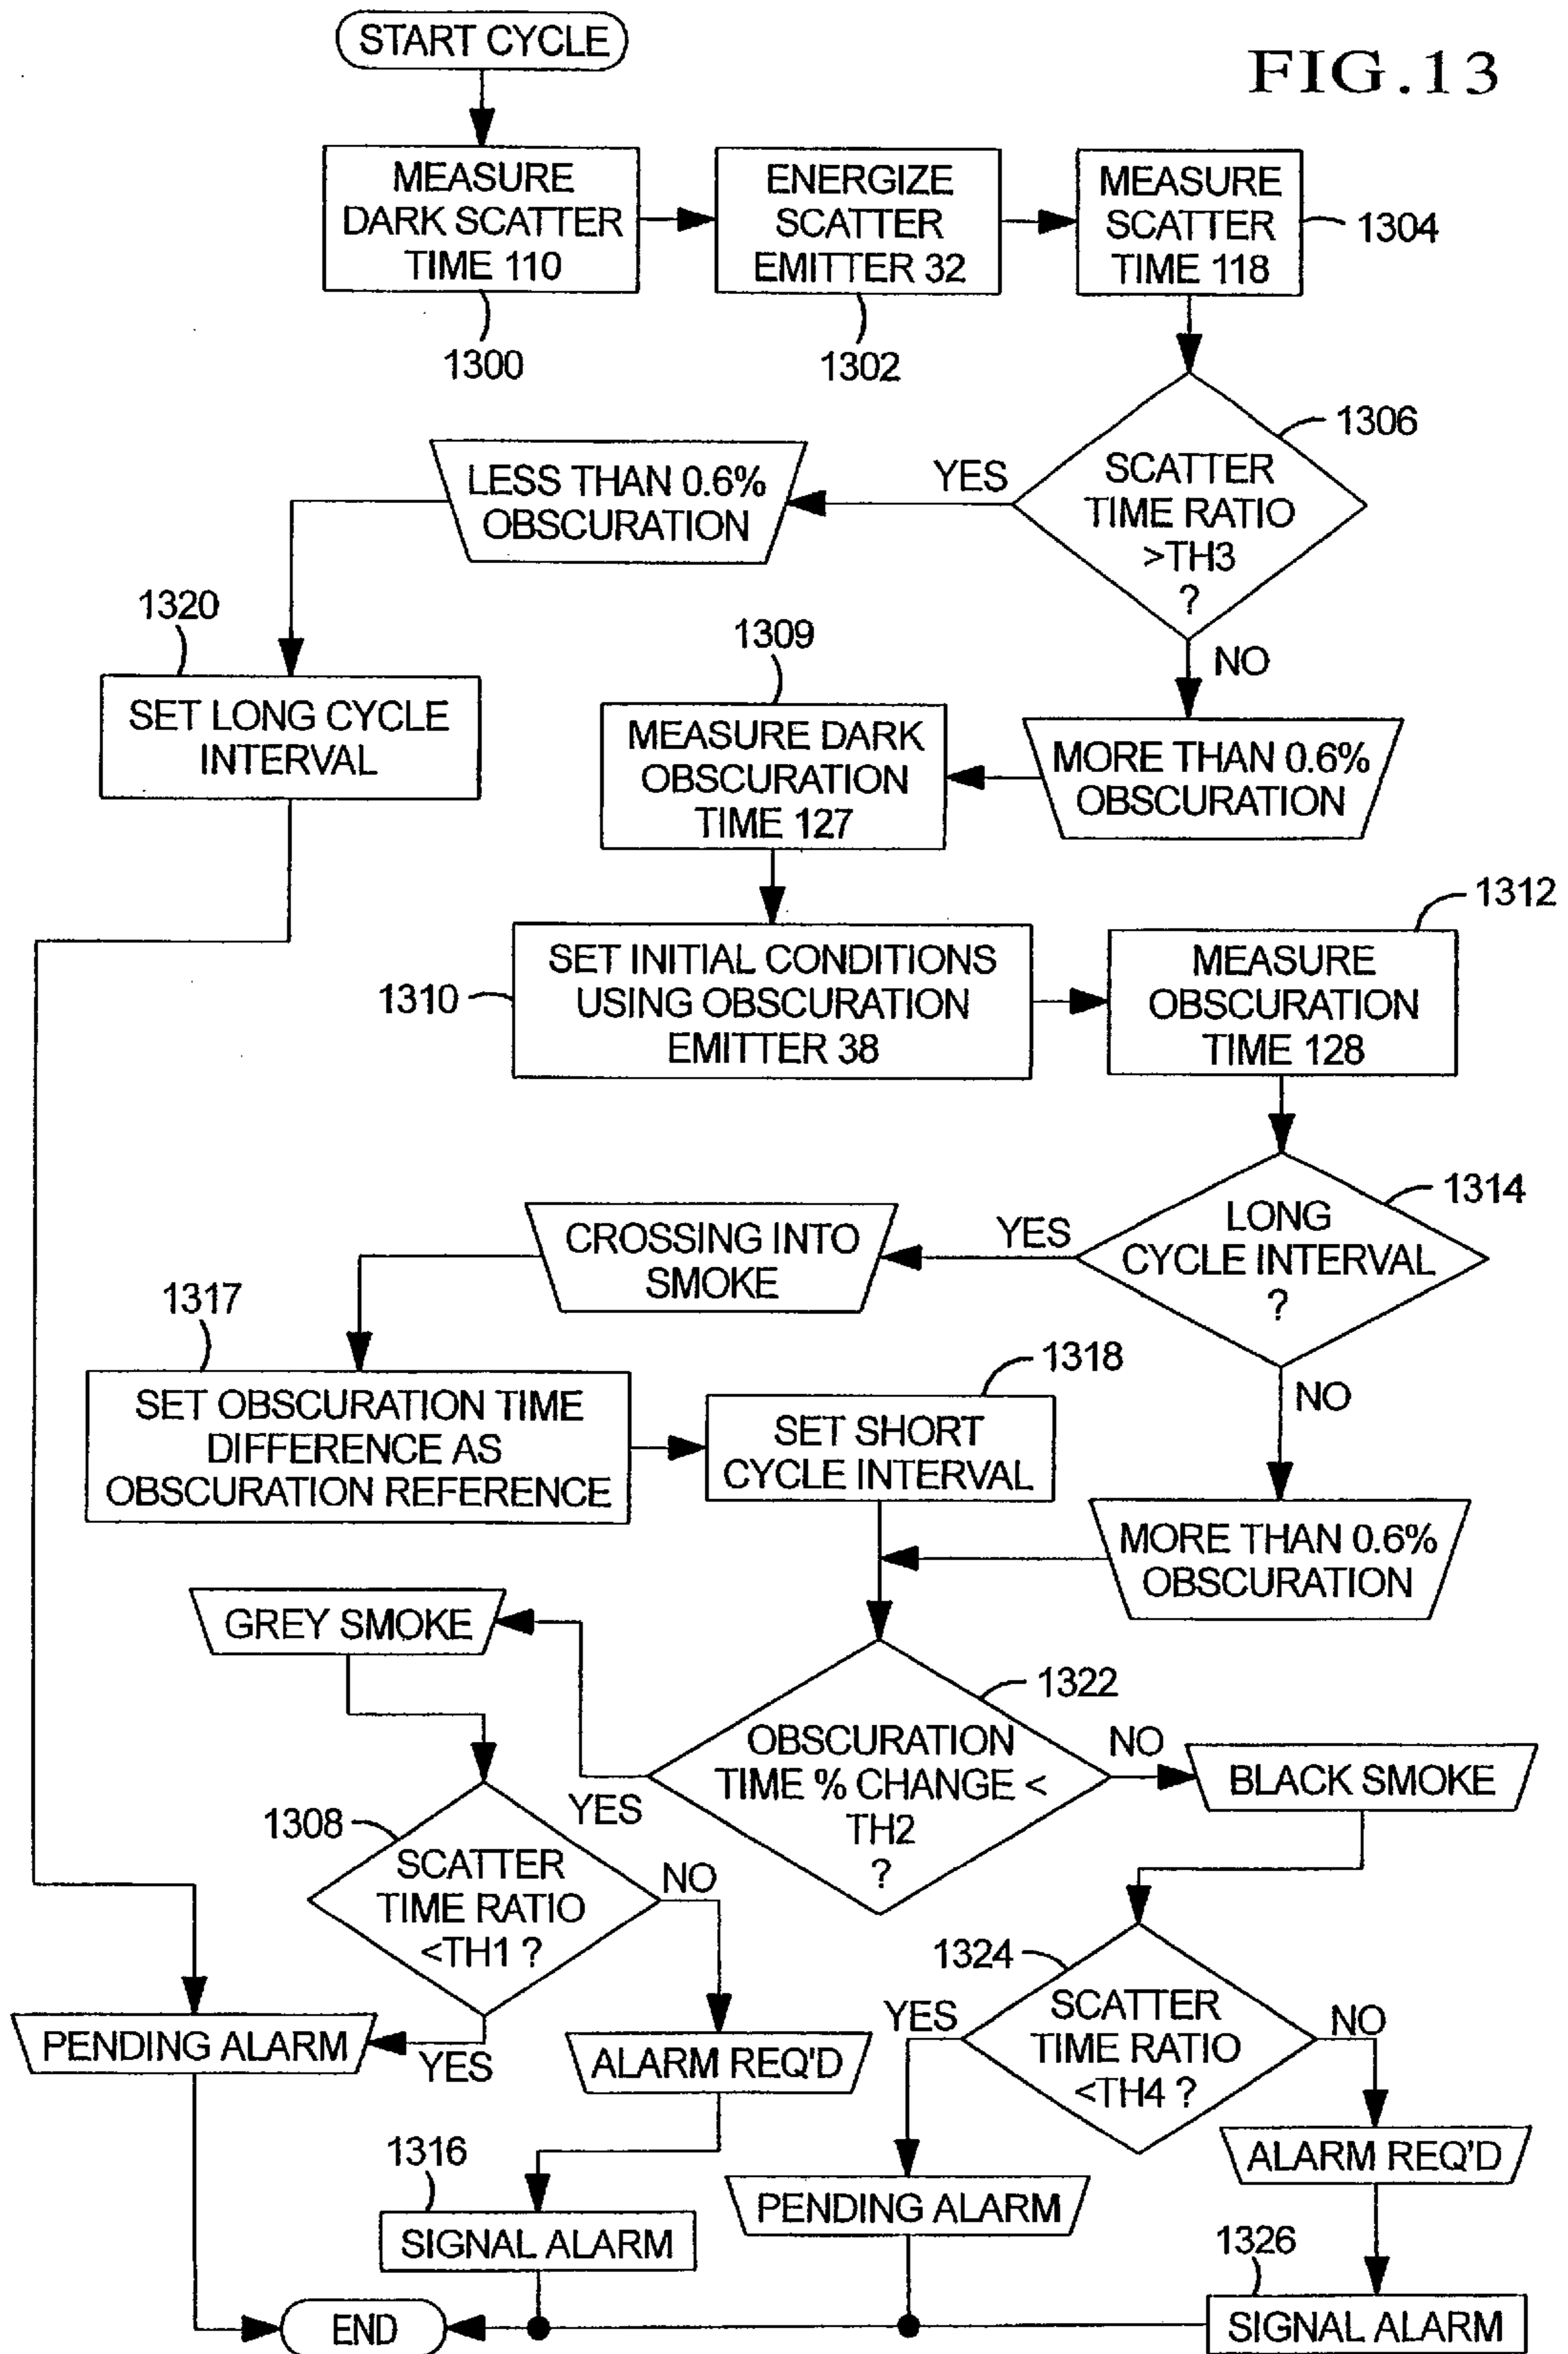 START CYCLE
FIG.13
MEASURE
DARK SCATTER
TIME 110
ENERGIZE
SCATTER
EMITTER 32
MEASURE
SCATTER
TIME 118
1304
1300
1302
1306
SCATTER
TIME RATIO
>TH3
?
YES
LESS THAN 0.6%
OBSCURATION
1320
SET LONG CYCLE
INTERVAL
NO
MORE THAN 0.6%
OBSCURATION
1309
MEASURE DARK
OBSCURATION
TIME 127
1310
SET INITIAL CONDITIONS
USING OBSCURATION
EMITTER 38
1312
MEASURE
OBSCURATION
TIME 128
1314
LONG
CYCLE INTERVAL
?
YES
CROSSING INTO
SMOKE
1317
SET OBSCURATION TIME
DIFFERENCE AS
OBSCURATION REFERENCE
1318
SET SHORT
CYCLE INTERVAL
NO
MORE THAN 0.6%
OBSCURATION
GREY SMOKE
1322
OBSCURATION
TIME % CHANGE <
TH2
?
YES
NO
BLACK SMOKE
1308
SCATTER
TIME RATIO
<TH1 ?
NO
YES
PENDING ALARM
ALARM REQ'D
1324
SCATTER
TIME RATIO
<TH4 ?
YES
NO
1316
SIGNAL ALARM
PENDING ALARM
ALARM REQ'D
1326
SIGNAL ALARM
END